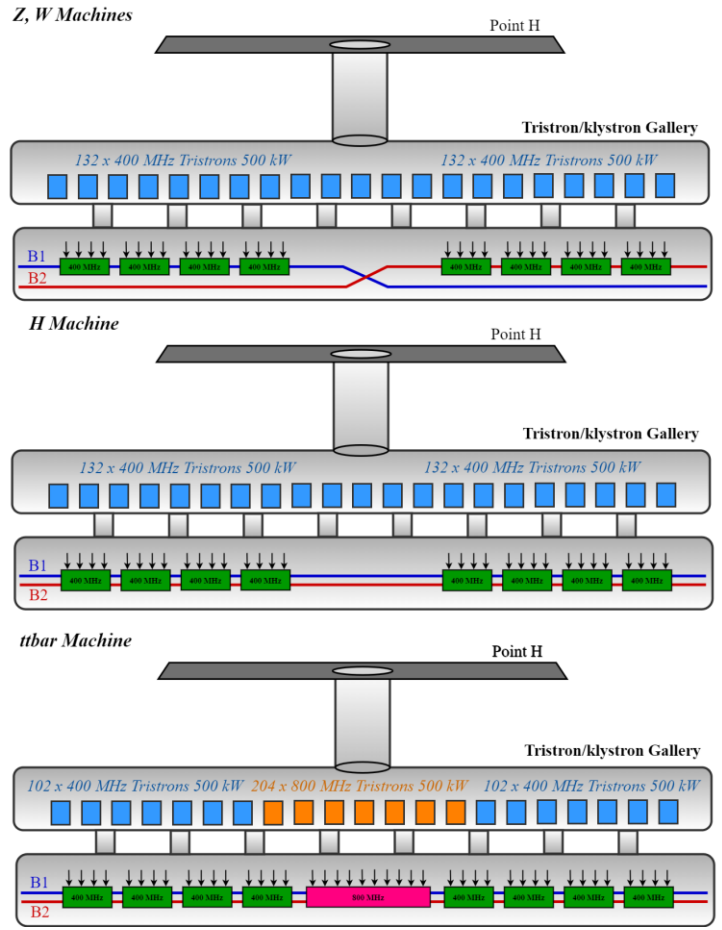 Z, W Machines
Point H
Tristron/klystron Gallery
132 x 400 MHz Tristrons 500 kW 132 x 400 MHz Tristrons 500 kW
B1
400 MHz 400 MHz 400 MHz 400 MHz 400 MHz 400 MHz 400 MHz 400 MHz
B2
H Machine
Point H
Tristron/klystron Gallery
132 x 400 MHz Tristrons 500 kW 132 x 400 MHz Tristrons 500 kW
B1
400 MHz 400 MHz 400 MHz 400 MHz 400 MHz 400 MHz 400 MHz 400 MHz
B2
ttbar Machine
Point H
Tristron/klystron Gallery
102 x 400 MHz Tristrons 500 kW 204 x 800 MHz Tristrons 500 kW 102 x 400 MHz Tristrons 500 kW
B1
400 MHz 400 MHz 400 MHz 400 MHz 800 MHz 400 MHz 400 MHz 400 MHz 400 MHz
B2